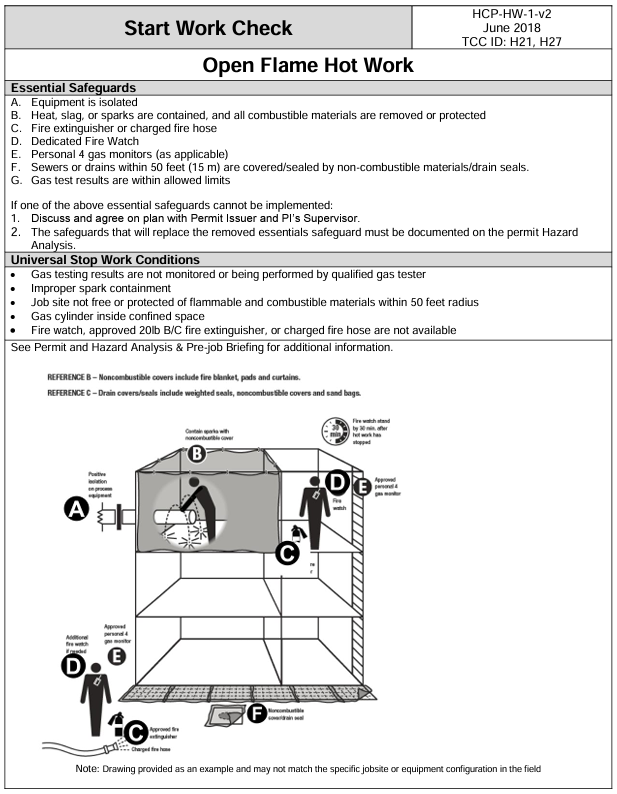 Start Work Check
HCP-HW-1-v2
June 2018
TCC ID: H21, H27
Open Flame Hot Work
Essential Safeguards
A. Equipment is isolated
B. Heat, slag, or sparks are contained, and all combustible materials are removed or protected
C. Fire extinguisher or charged fire hose
D. Dedicated Fire Watch
E. Personal 4 gas monitors (as applicable)
F. Sewers or drains within 50 feet (15 m) are covered/sealed by non-combustible materials/drain seals.
G. Gas test results are within allowed limits
If one of the above essential safeguards cannot be implemented:
1. Discuss and agree on plan with Permit Issuer and PI's Supervisor.
2. The safeguards that will replace the removed essentials safeguard must be documented on the permit Hazard
Analysis.
Universal Stop Work Conditions
• Gas testing results are not monitored or being performed by qualified gas tester
• Improper spark containment
• Job site not free or protected of flammable and combustible materials within 50 feet radius
• Gas cylinder inside confined space
• Fire watch, approved 20lb B/C fire extinguisher, or charged fire hose are not available
See Permit and Hazard Analysis & Pre-job Briefing for additional information.
REFERENCE B – Noncombustible covers include fire blanket, pads and curtains.
REFERENCE C – Drain covers/seals include weighted seals, noncombustible covers and sand bags.
Contain sparks with
noncombustible cover
B
30
min.
Fire watch stand
by 30 min. after
hot work has
stopped
Positive
isolation
on process
equipment
A
D
Fire
watch
E
Approved
personal 4
gas monitor
C
re
r
Additional
fire watch
if needed
D
Approved
personal 4
gas monitor
E
C
Approved fire
extinguisher
Charged fire hose
F
Noncombustible
cover/drain seal
Note: Drawing provided as an example and may not match the specific jobsite or equipment configuration in the field